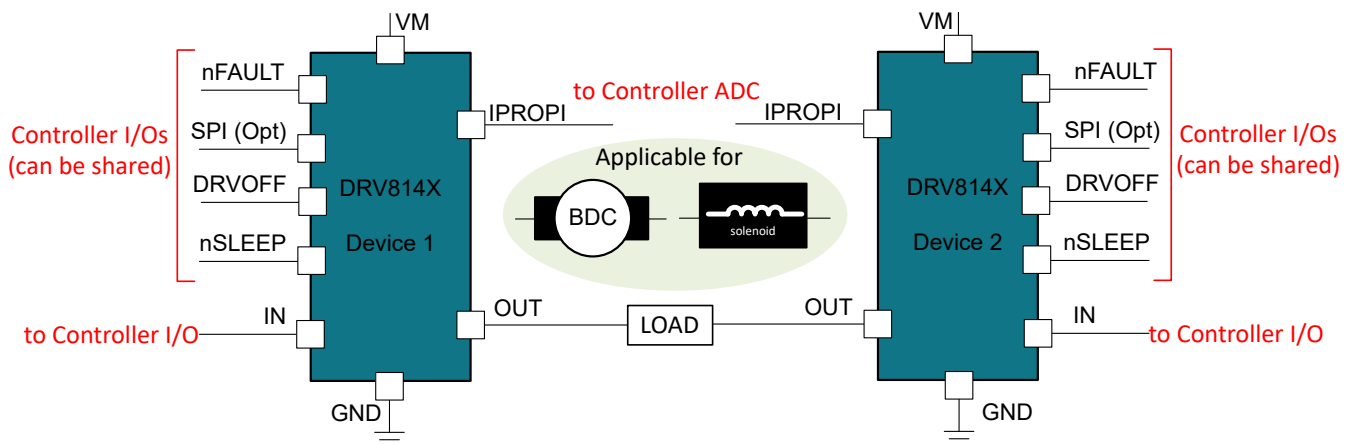 VM
nFAULT
SPI (Opt)
DRVOFF
nSLEEP
IN
Controller I/Os
(can be shared)
to Controller I/O
DRV814X
Device 1
IPROPI
OUT
GND
to Controller ADC
Applicable for
BDC
solenoid
LOAD
VM
IPROPI
OUT
DRV814X
Device 2
nFAULT
SPI (Opt)
DRVOFF
nSLEEP
IN
Controller I/Os
(can be shared)
to Controller I/O
GND